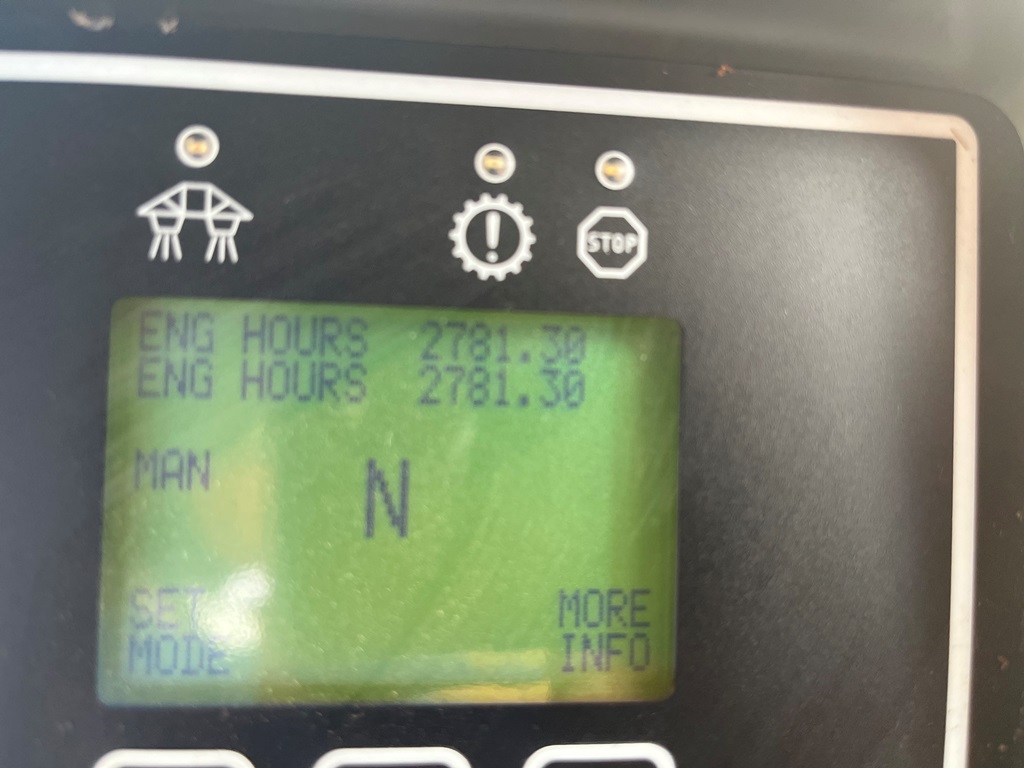 STOP
ENG HOURS 2781.30
ENG HOURS 2781.30
MAN N
SET MORE
MODE INFO